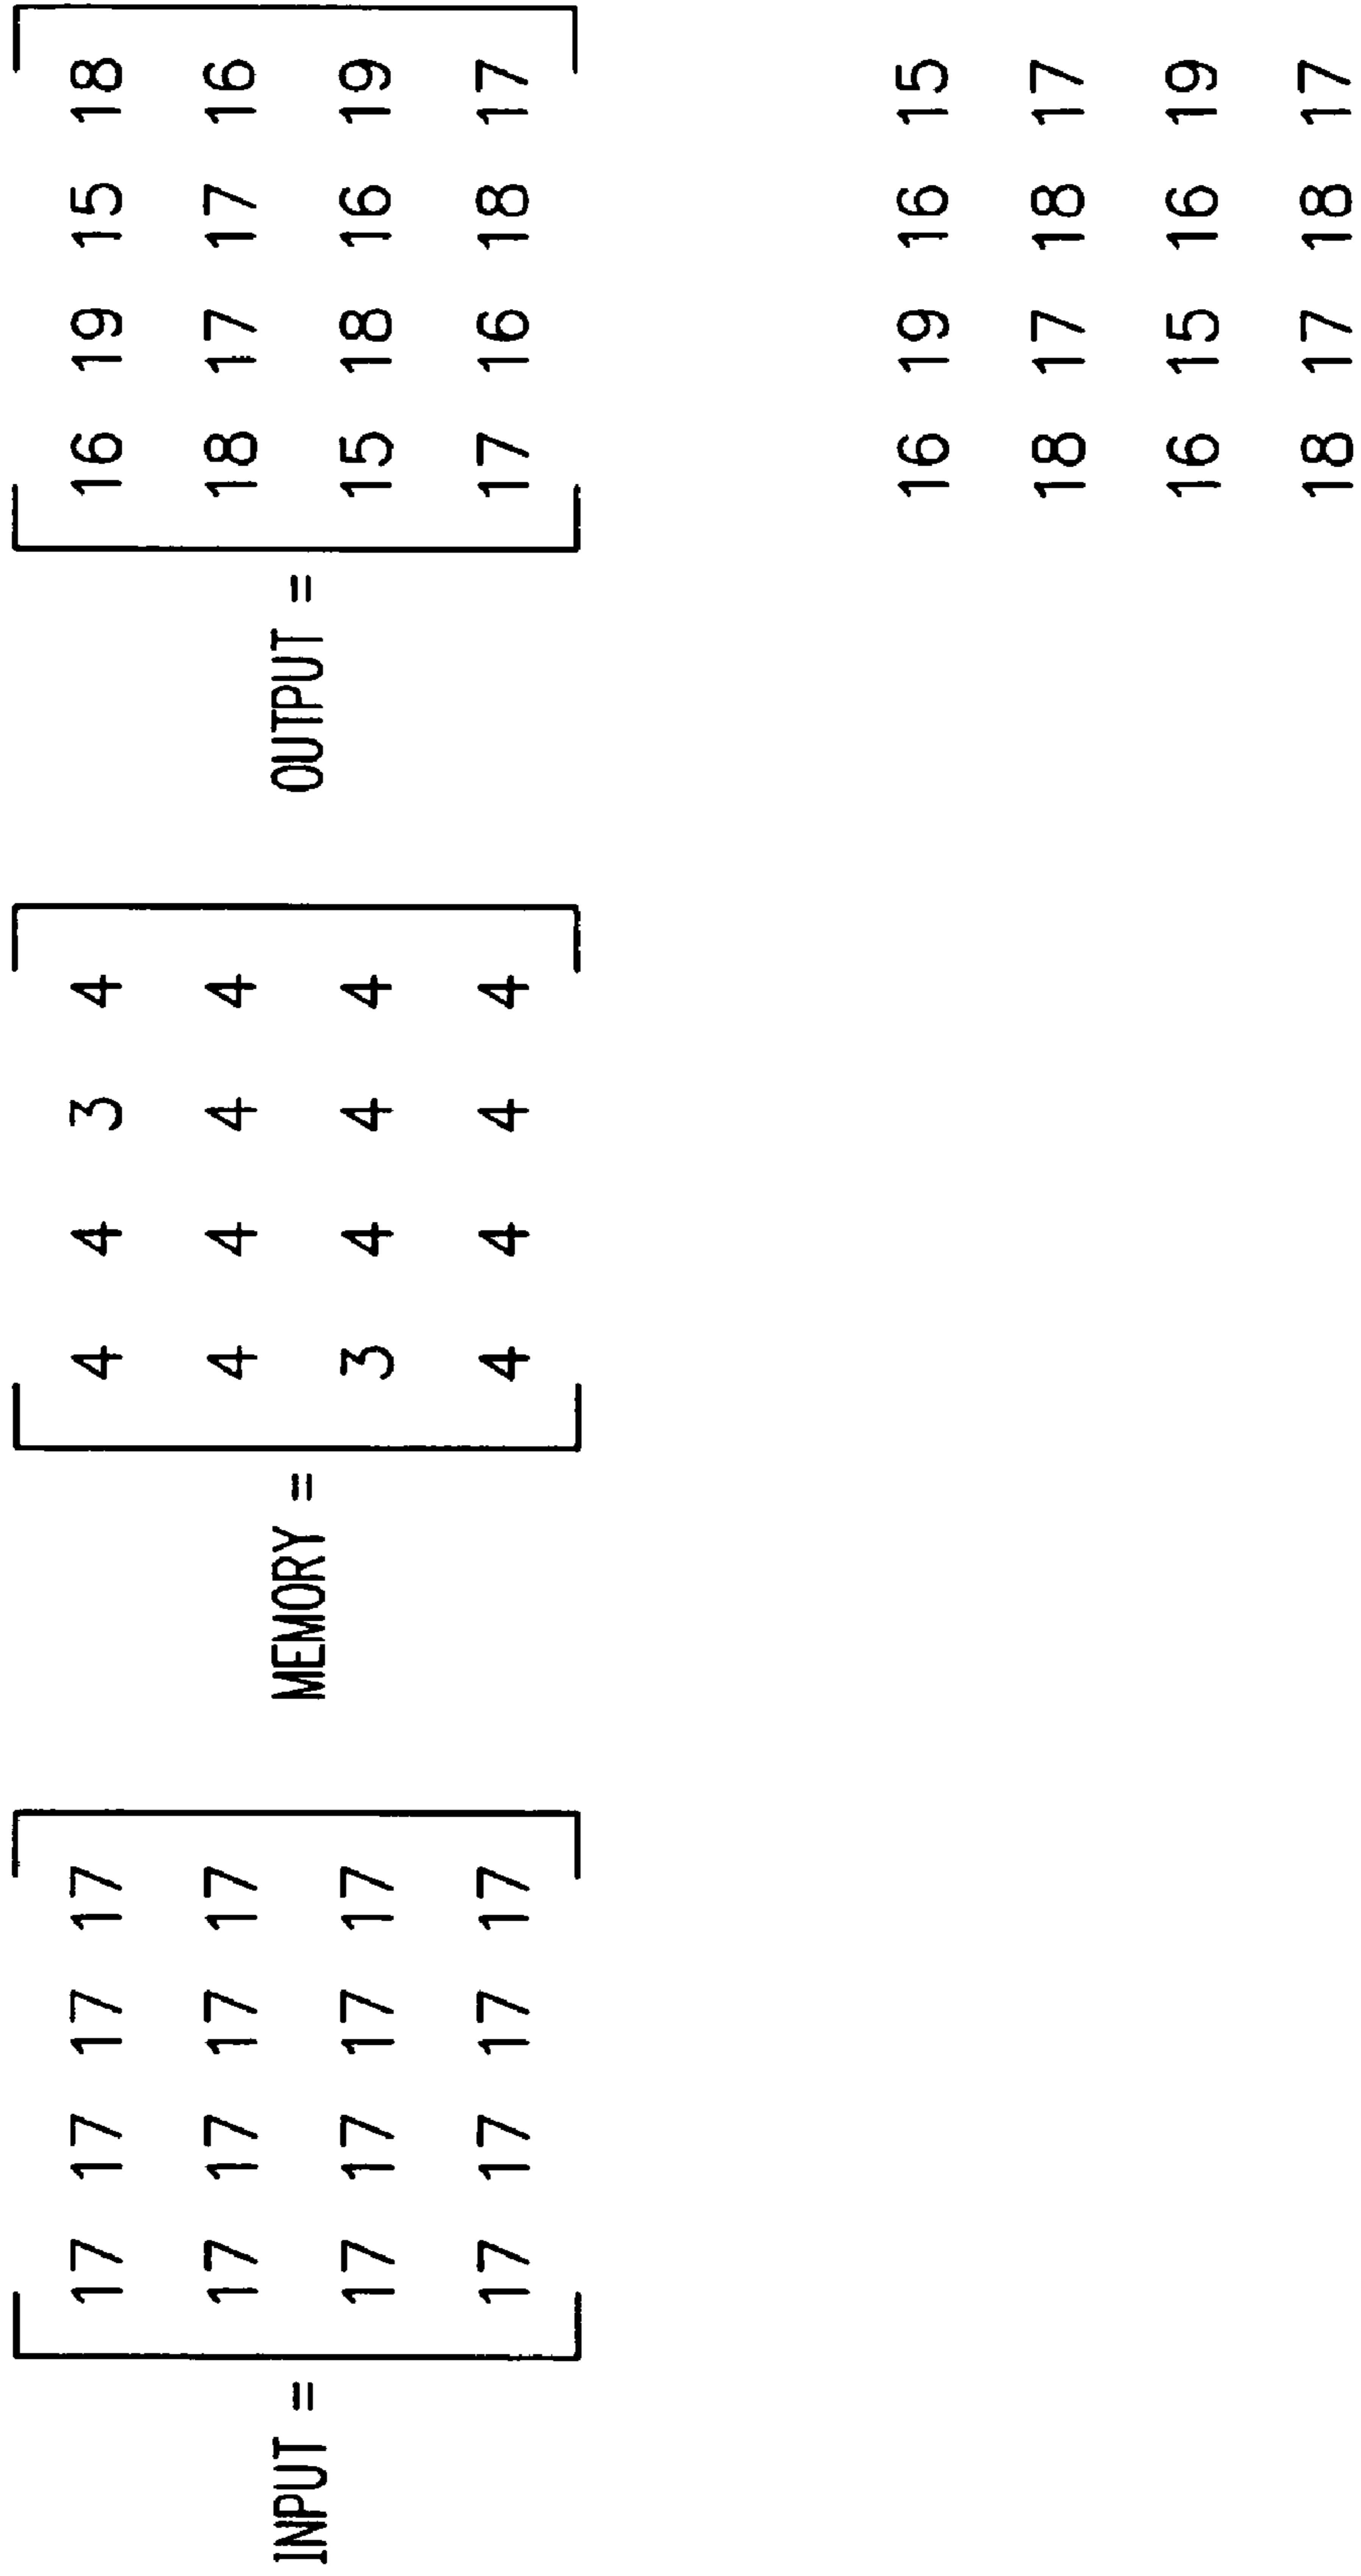 INPUT =
17 17 17 17
17 17 17 17
17 17 17 17
17 17 17 17
MEMORY =
4 4 3 4
4 4 4 4
3 4 4 4
4 4 4 4
OUTPUT =
16 19 15 18
18 17 17 16
15 18 16 19
17 16 18 17
16 19 16 15
18 17 18 17
16 15 16 19
18 17 18 17